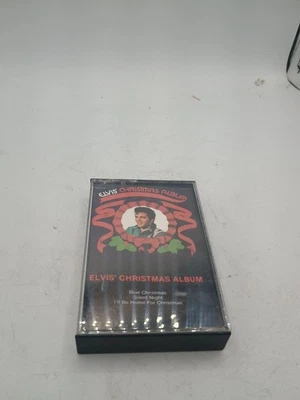 ELVIS' CHRISTMAS ALBUM
ELVIS' CHRISTMAS ALBUM
Blue Christmas
Silent Night
I'll Be Home For Christmas